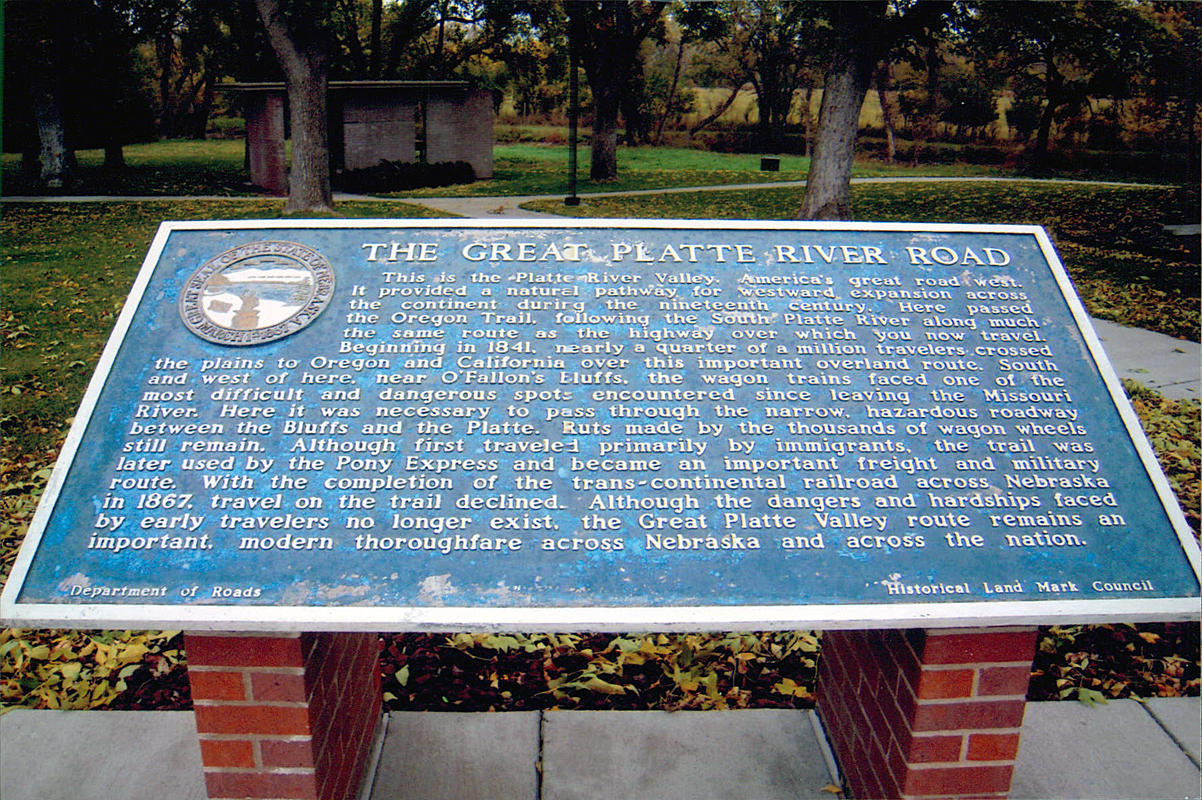 THE GREAT PLATTE RIVER ROAD
This is the Platte River Valley, America's great road west.
It provided a natural pathway for westward expansion across
the continent during the nineteenth century. Here passed
the Oregon Trail, following the South Platte River along much
the same route as the highway over which you now travel.
Beginning in 1841, nearly a quarter of a million travelers crossed
the plains to Oregon and California over this important overland route. South
and west of here, near O'Fallon's Bluffs, the wagon trains faced one of the
most difficult and dangerous spots encountered since leaving the Missouri
River. Here it was necessary to pass through the narrow, hazardous roadway
between the Bluffs and the Platte. Ruts made by the thousands of wagon wheels
still remain. Although first traveled primarily by immigrants, the trail was
later used by the Pony Express and became an important freight and military
route. With the completion of the trans-continental railroad across Nebraska
in 1867, travel on the trail declined. Although the dangers and hardships faced
by early travelers no longer exist, the Great Platte Valley route remains an
important, modern thoroughfare across Nebraska and across the nation.
Department of Roads
Historical Land Mark Council
GREAT SEAL OF THE STATE OF NEBRASKA
MARCH 1ST 1867